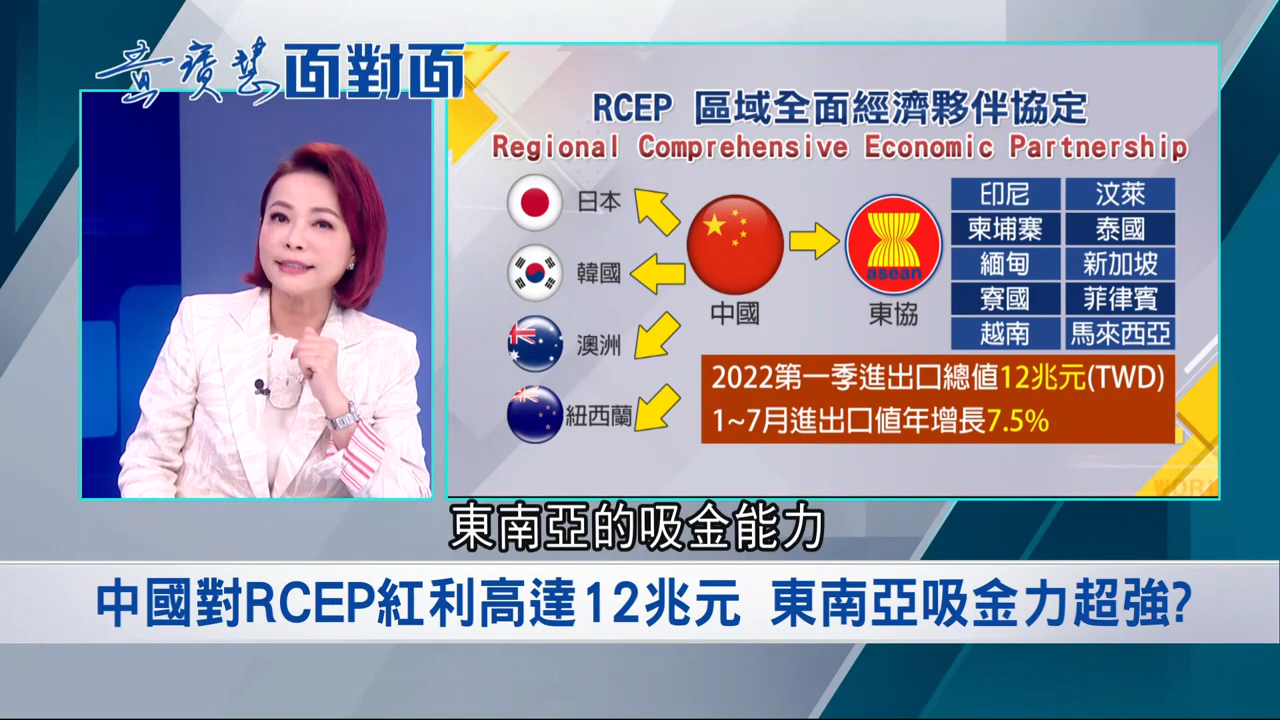 黃寶慧 面對面
RCEP 區域全面經濟夥伴協定
Regional Comprehensive Economic Partnership
日本
韓國
澳洲
紐西蘭
中國
asean
東協
印尼 汶萊
柬埔寨 泰國
緬甸 新加坡
寮國 菲律賓
越南 馬來西亞
2022第一季進出口總值12兆元(TWD)
1~7月進出口值年增長7.5%
WORL
東南亞的吸金能力
中國對RCEP紅利高達12兆元 東南亞吸金力超強?